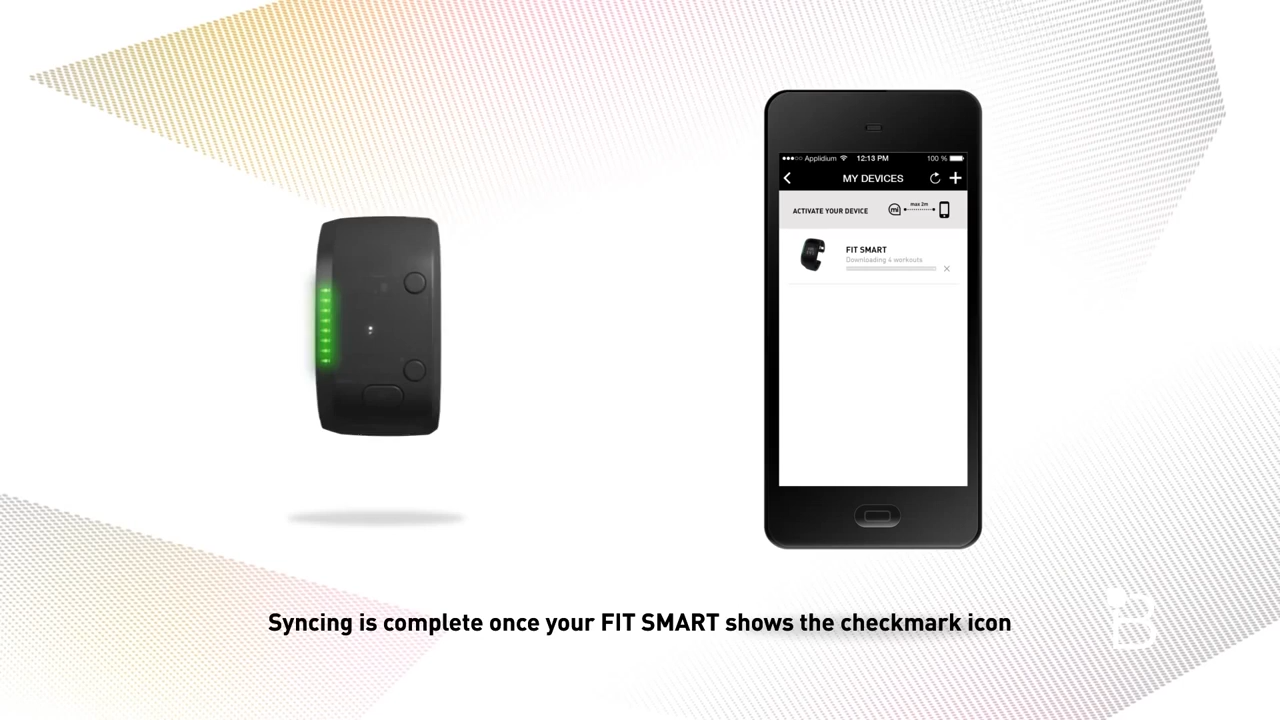 ●●●○○ Applidium 12:13 PM 100 %
MY DEVICES
ACTIVATE YOUR DEVICE
mi max 2m
FIT SMART
Downloading 4 workouts
Syncing is complete once your FIT SMART shows the checkmark icon
B